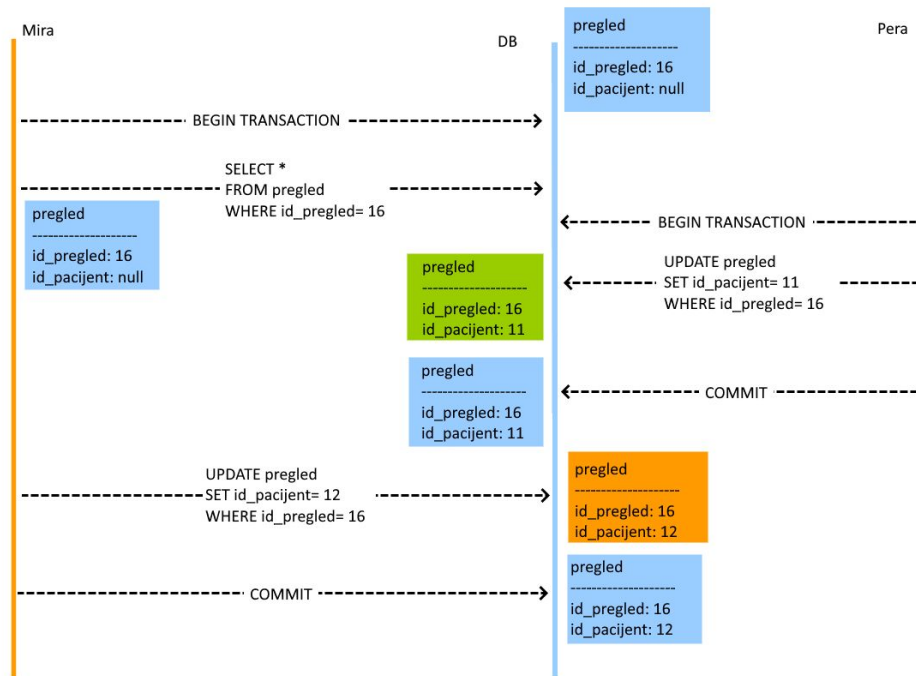 Mira
DB
Pera
pregled
--------------------
id_pregled: 16
id_pacijent: null
BEGIN TRANSACTION
SELECT *
FROM pregled
WHERE id_pregled= 16
pregled
--------------------
id_pregled: 16
id_pacijent: null
BEGIN TRANSACTION
UPDATE pregled
SET id_pacijent= 11
WHERE id_pregled= 16
pregled
--------------------
id_pregled: 16
id_pacijent: 11
COMMIT
pregled
--------------------
id_pregled: 16
id_pacijent: 11
UPDATE pregled
SET id_pacijent= 12
WHERE id_pregled= 16
pregled
--------------------
id_pregled: 16
id_pacijent: 12
COMMIT
pregled
--------------------
id_pregled: 16
id_pacijent: 12